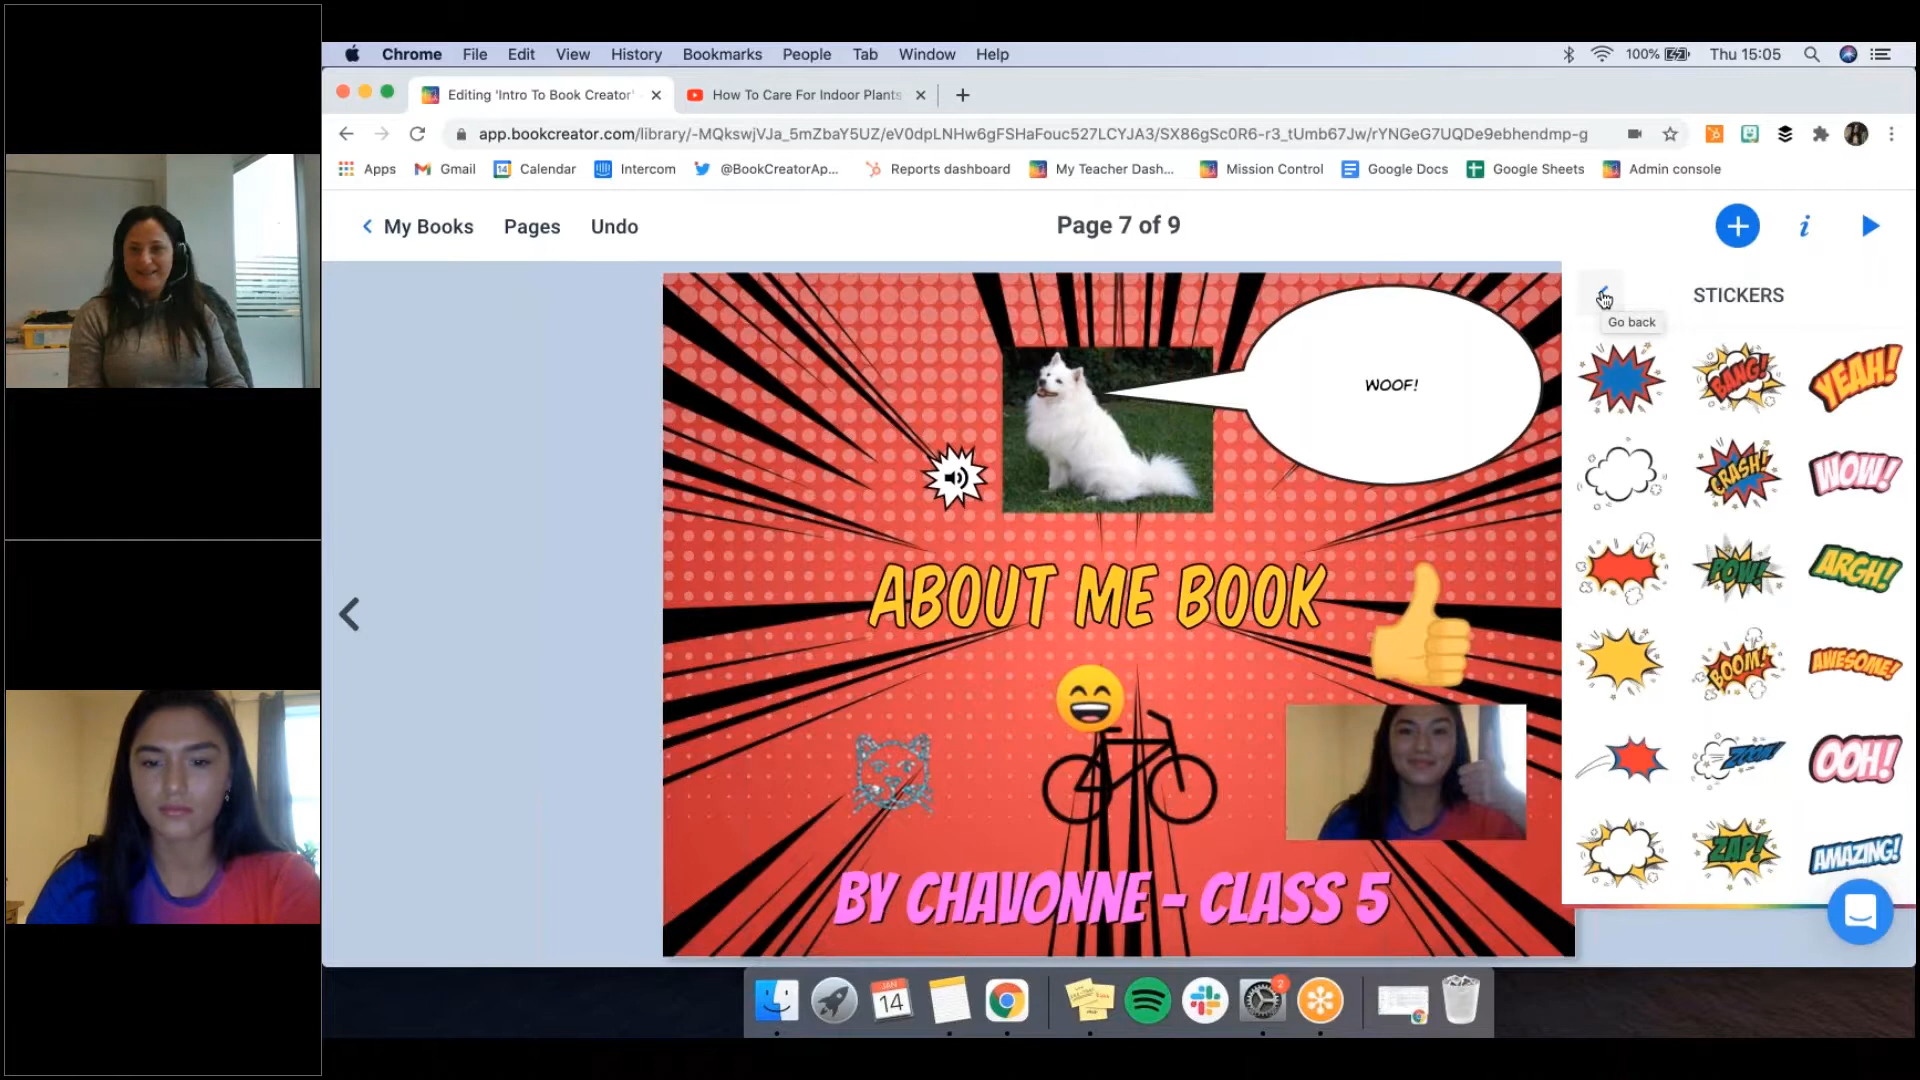 Chrome File Edit View History Bookmarks People Tab Window Help 100% Thu 15:05
Editing 'Intro To Book Creator' How To Care For Indoor Plants
app.bookcreator.com/library/-MQkswjVJa_5mZbaY5UZ/eV0dpLNHw6gFSHaFouc527LCYJA3/SX86gSc0R6-r3_tUmb67Jw/rYNGeG7UQDe9ebhendmp-g
Apps Gmail Calendar Intercom @BookCreatorAp... Reports dashboard My Teacher Dash... Mission Control Google Docs Google Sheets Admin console
My Books Pages Undo Page 7 of 9
STICKERS
Go back
WOOF!
BANG! YEAH!
CRASH! WOW!
POW! ARGH!
BOOM! AWESOME!
ZOOM! OOH!
ZAP! AMAZING!
ABOUT ME BOOK
BY CHAVONNE - CLASS 5
JAN
14
2